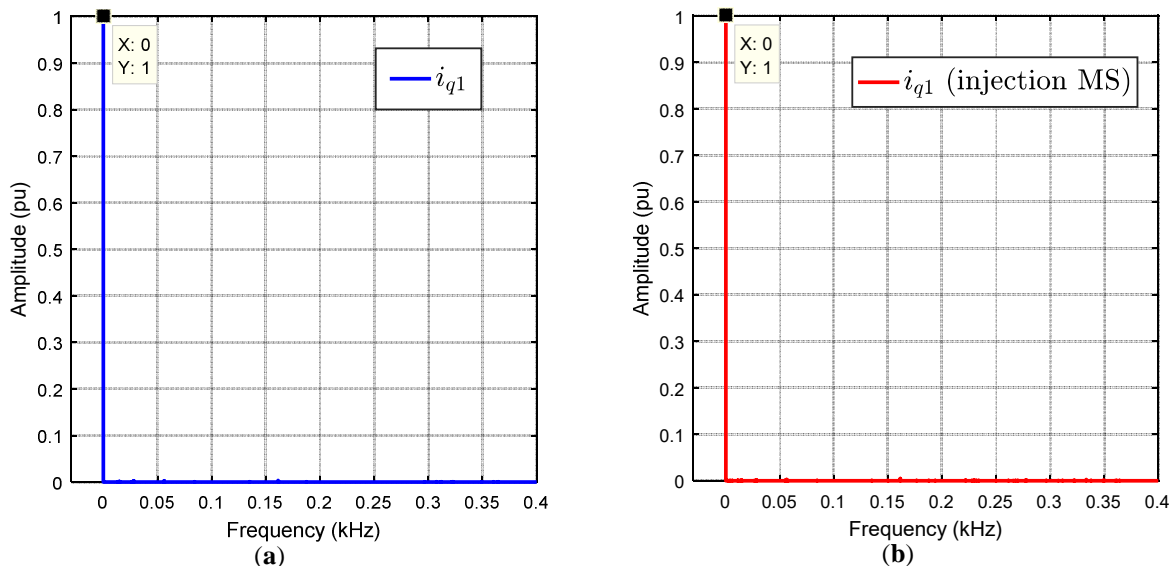 1
0.9
0.8
0.7
0.6
0.5
0.4
0.3
0.2
0.1
0
Amplitude (pu)
X: 0
Y: 1
i_{q1}
0 0.05 0.1 0.15 0.2 0.25 0.3 0.35 0.4
Frequency (kHz)
(a)
1
0.9
0.8
0.7
0.6
0.5
0.4
0.3
0.2
0.1
0
Amplitude (pu)
X: 0
Y: 1
i_{q1} (injection MS)
0 0.05 0.1 0.15 0.2 0.25 0.3 0.35 0.4
Frequency (kHz)
(b)